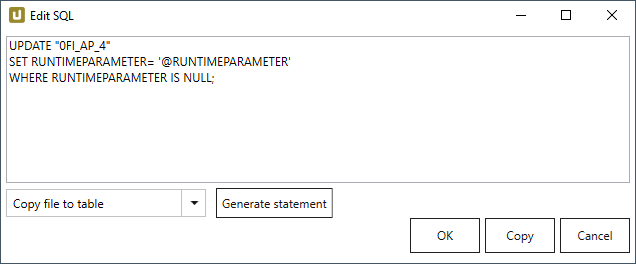 Edit SQL
UPDATE "0FI_AP_4"
SET RUNTIMEPARAMETER= '@RUNTIMEPARAMETER'
WHERE RUNTIMEPARAMETER IS NULL;
Copy file to table
Generate statement
OK
Copy
Cancel